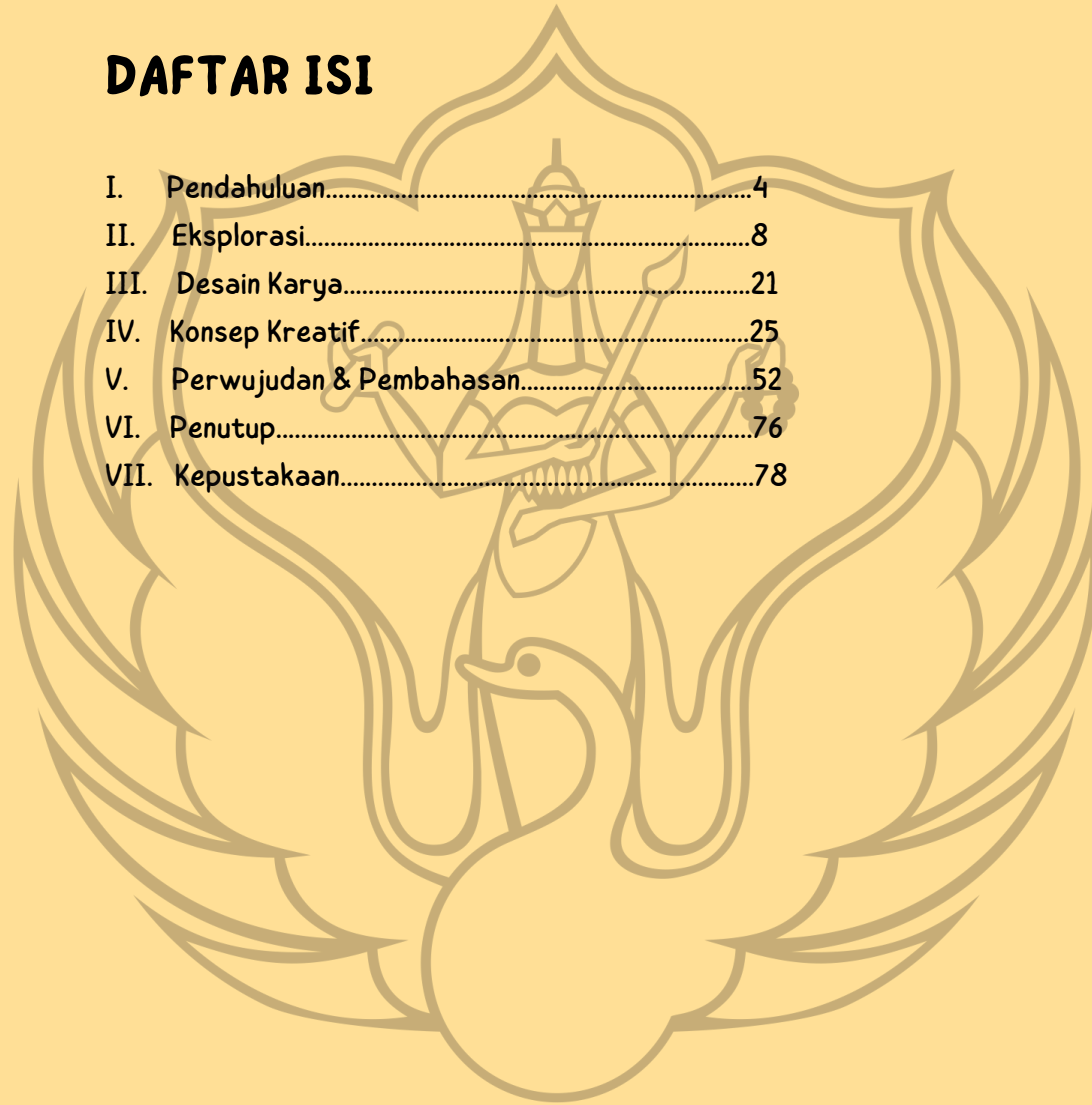 DAFTAR ISI
I. Pendahuluan....................................................................4
II. Eksplorasi.......................................................................8
III. Desain Karya.................................................................21
IV. Konsep Kreatif..............................................................25
V. Perwujudan & Pembahasan.....................................52
VI. Penutup............................................................................76
VII. Kepustakaan..................................................................78